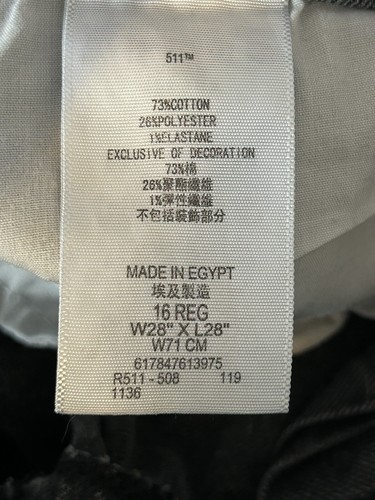 511™
73%COTTON
26%POLYESTER
1%ELASTANE
EXCLUSIVE OF DECORATION
73%棉
26%聚酯纖維
1%彈性纖維
不包括裝飾部分
MADE IN EGYPT
埃及製造
16 REG
W28" X L28"
W71 CM
617847613975
R511 - 508 119
1136